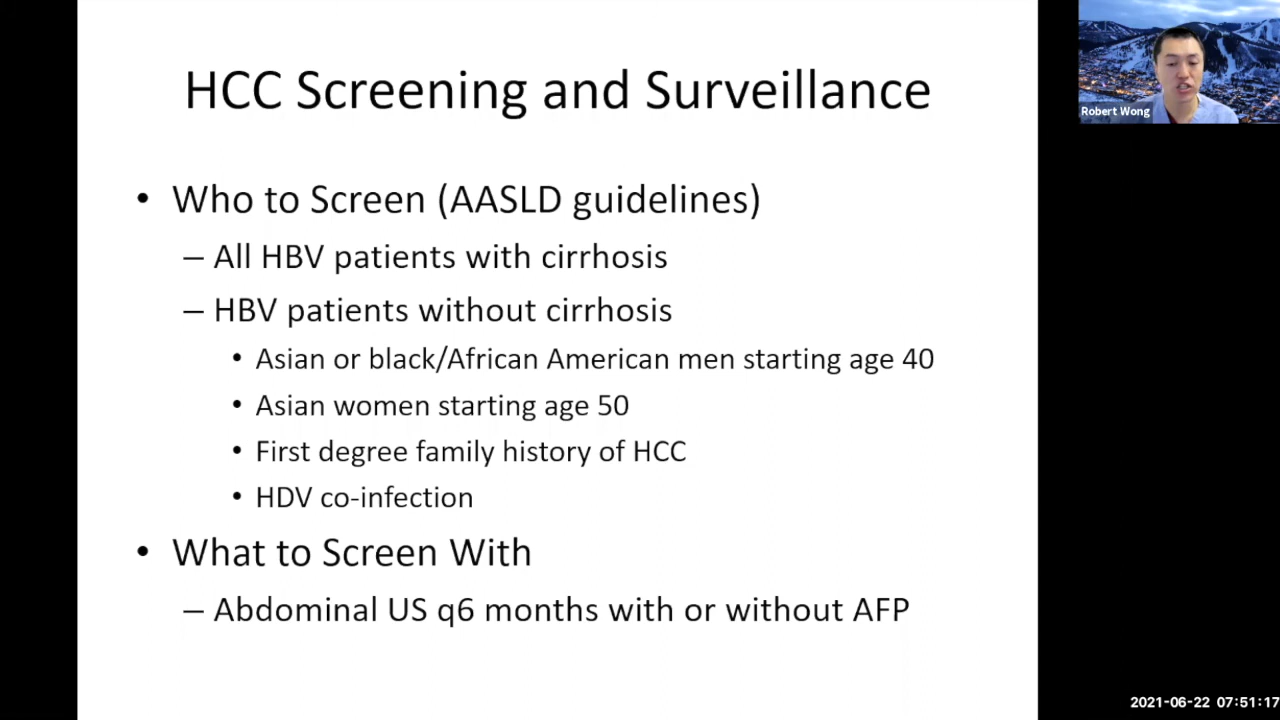 HCC Screening and Surveillance
• Who to Screen (AASLD guidelines)
– All HBV patients with cirrhosis
– HBV patients without cirrhosis
• Asian or black/African American men starting age 40
• Asian women starting age 50
• First degree family history of HCC
• HDV co-infection
• What to Screen With
– Abdominal US q6 months with or without AFP
Robert Wong
2021-06-22 07:51:17